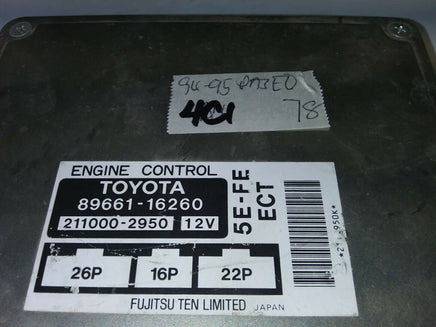 94-95 PASEO
4C1 78
ENGINE CONTROL
TOYOTA
89661-16260
211000-2950 12V
5E-FE
ECT
26P 16P 22P
FUJITSU TEN LIMITED JAPAN